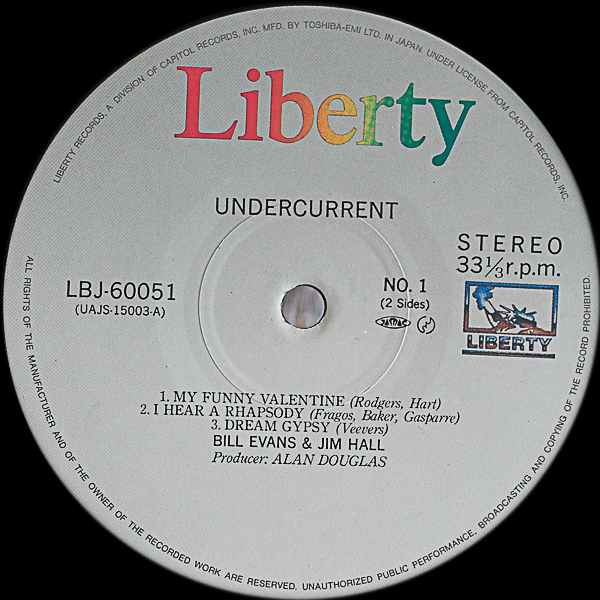 LIBERTY RECORDS, A DIVISION OF CAPITOL RECORDS, INC. MFD. BY TOSHIBA-EMI LTD. IN JAPAN. UNDER LICENSE FROM CAPITOL RECORDS, INC.
Liberty
UNDERCURRENT
STEREO
33⅓r.p.m.
LBJ-60051
(UAJS-15003-A)
NO. 1
(2 Sides)
JASRAC
LIBERTY
1. MY FUNNY VALENTINE (Rodgers, Hart)
2. I HEAR A RHAPSODY (Fragos, Baker, Gasparre)
3. DREAM GYPSY (Veevers)
BILL EVANS & JIM HALL
Producer: ALAN DOUGLAS
ALL RIGHTS OF THE MANUFACTURER AND OF THE OWNER OF THE RECORDED WORK ARE RESERVED. UNAUTHORIZED PUBLIC PERFORMANCE, BROADCASTING AND COPYING OF THE RECORD PROHIBITED.